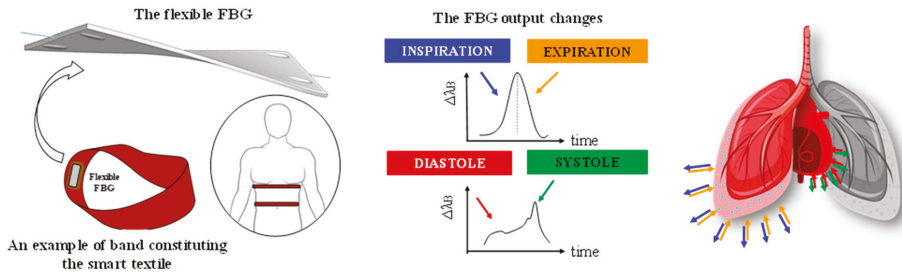 The flexible FBG
Flexible
FBG
An example of band constituting
the smart textile
The FBG output changes
INSPIRATION
EXPIRATION
ΔλB
time
DIASTOLE
SYSTOLE
ΔλB
time